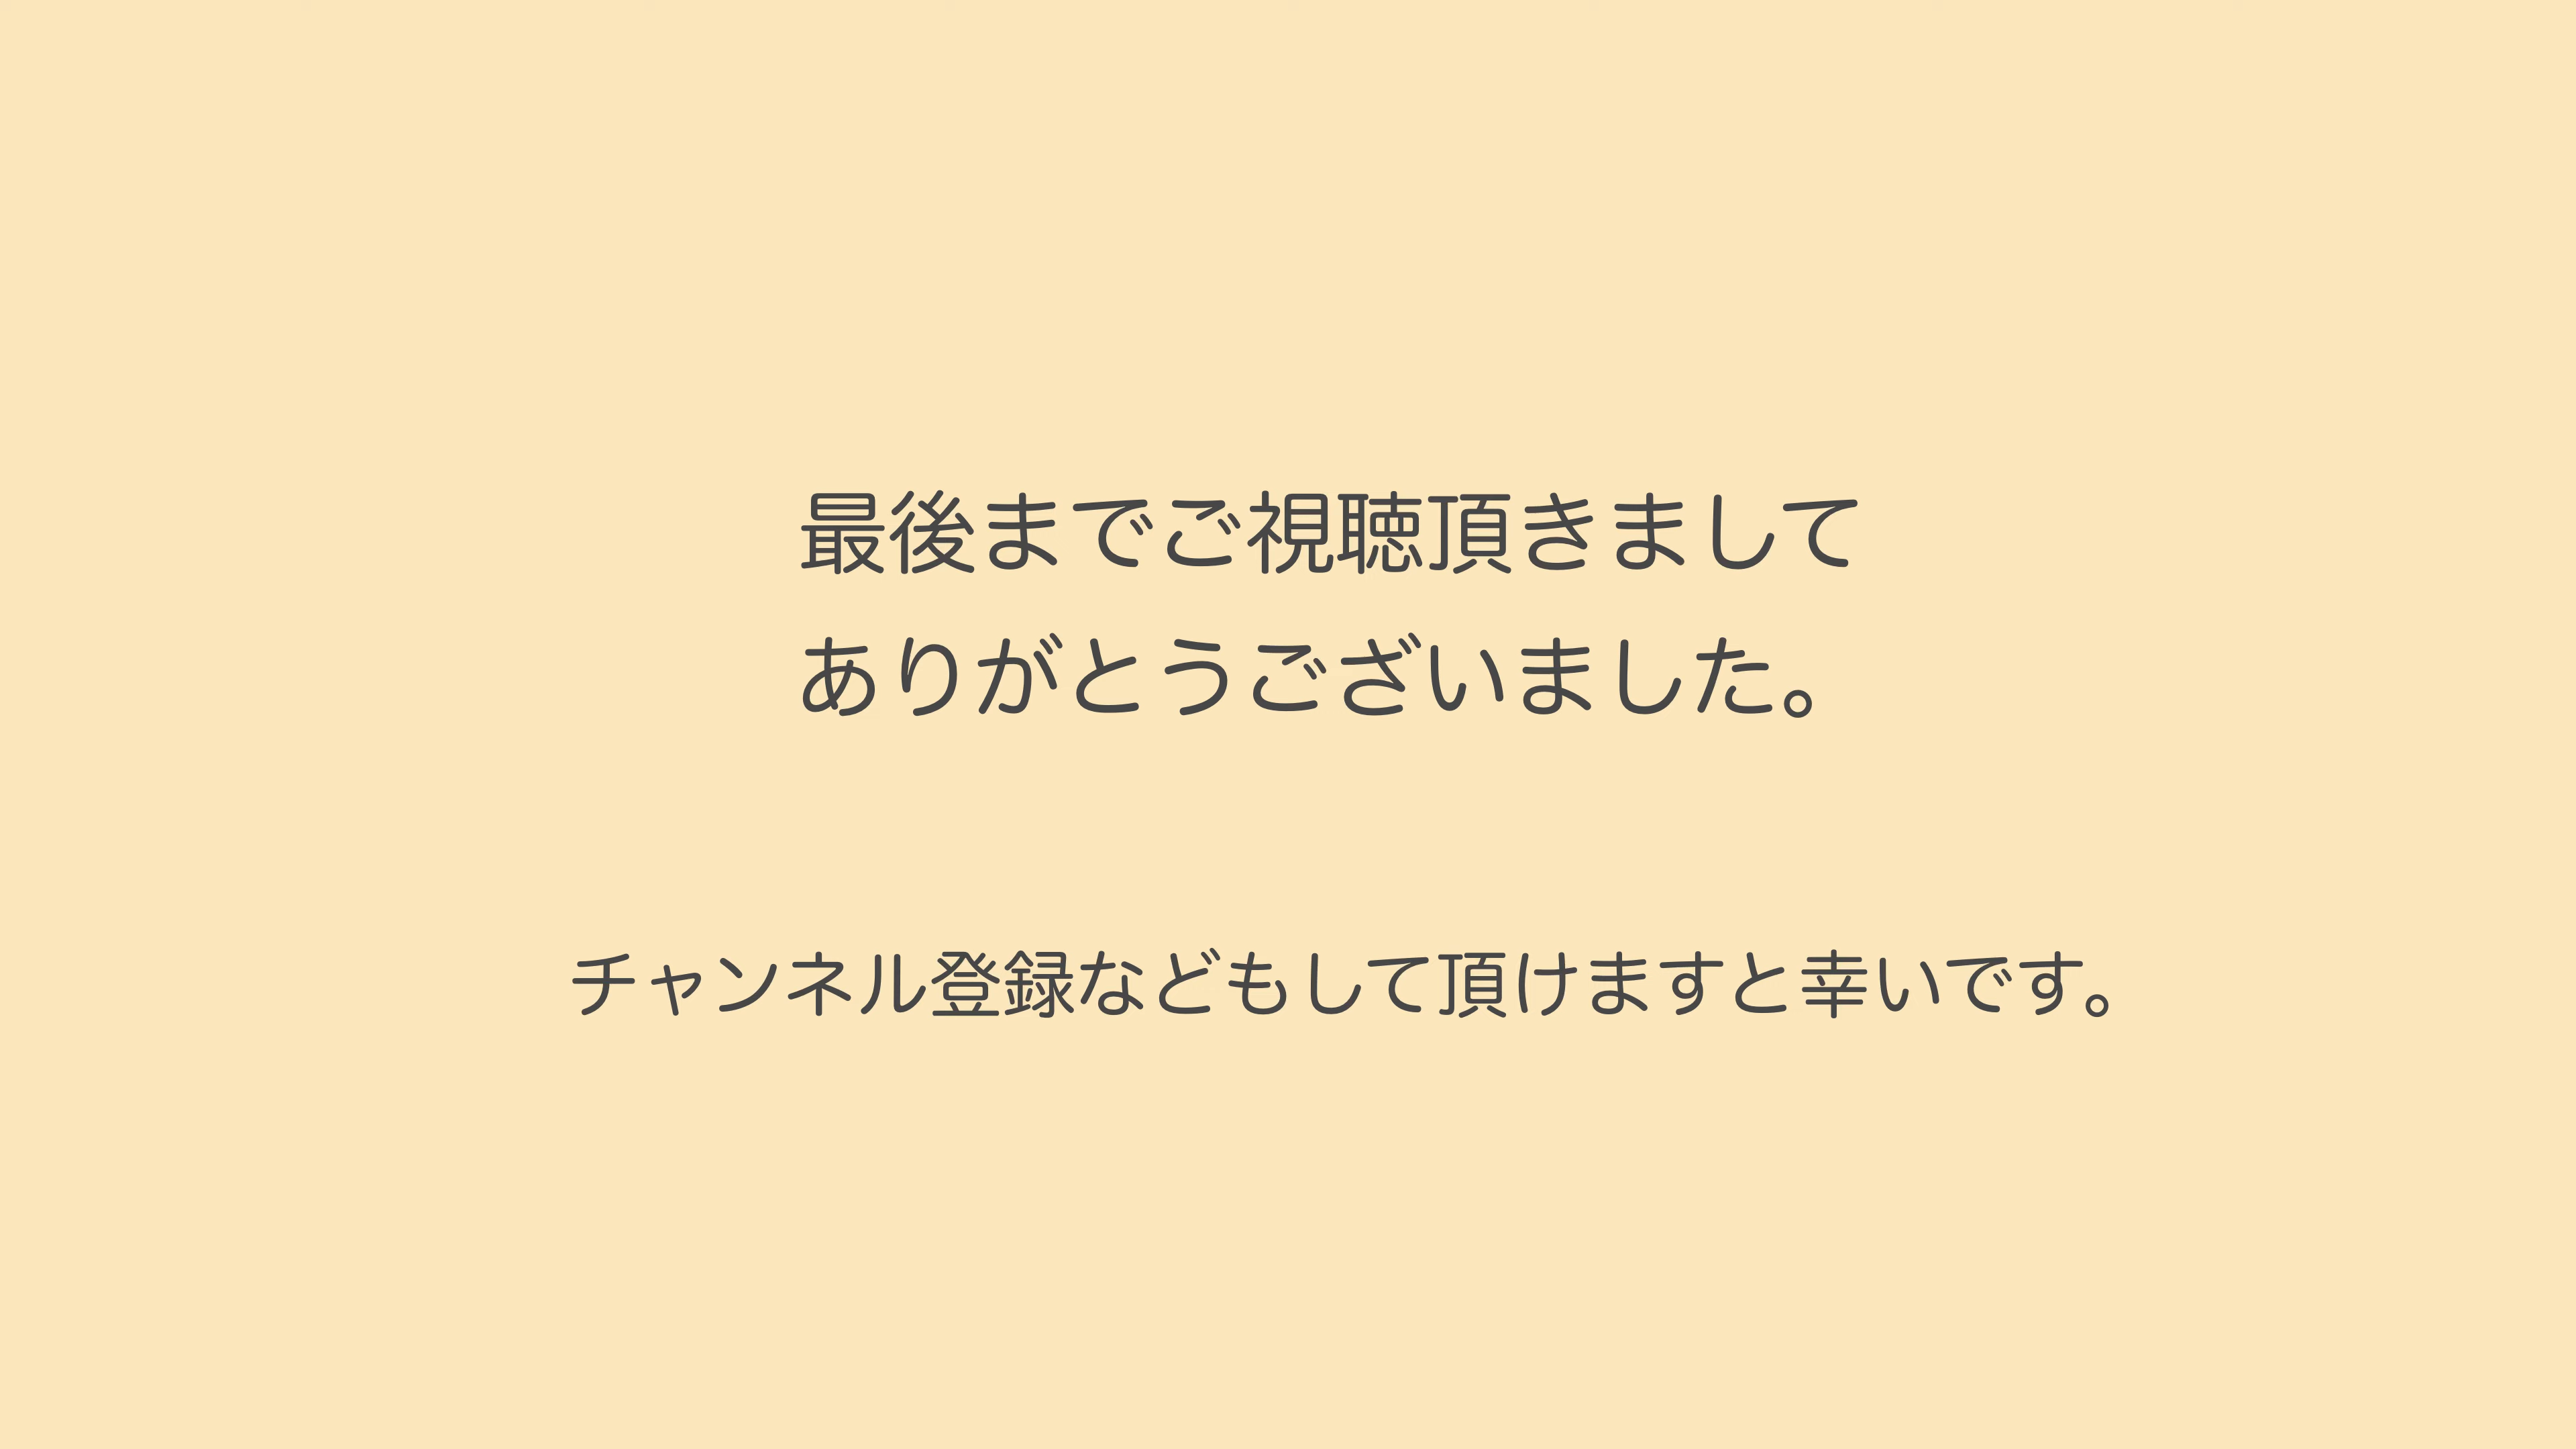 最後までご視聴頂きまして
ありがとうございました。
チャンネル登録などもして頂けますと幸いです。